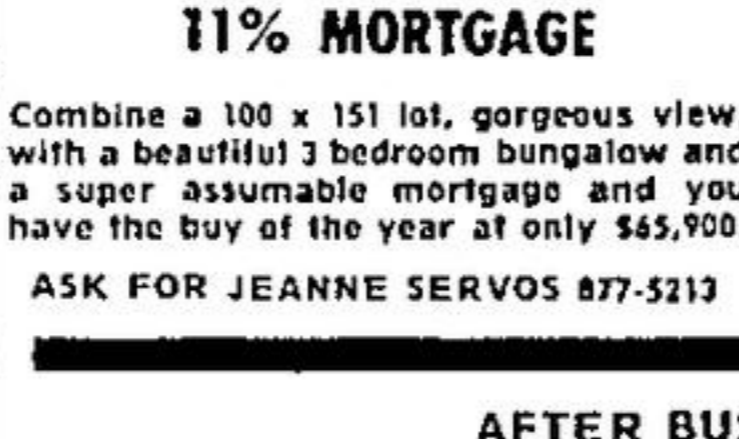 11% MORTGAGE
Combine a 100 x 151 lot, gorgeous view,
with a beautiful 3 bedroom bungalow and
a super assumable mortgage and you
have the buy of the year at only $65,900
ASK FOR JEANNE SERVOS 877-5213
AFTER BUS